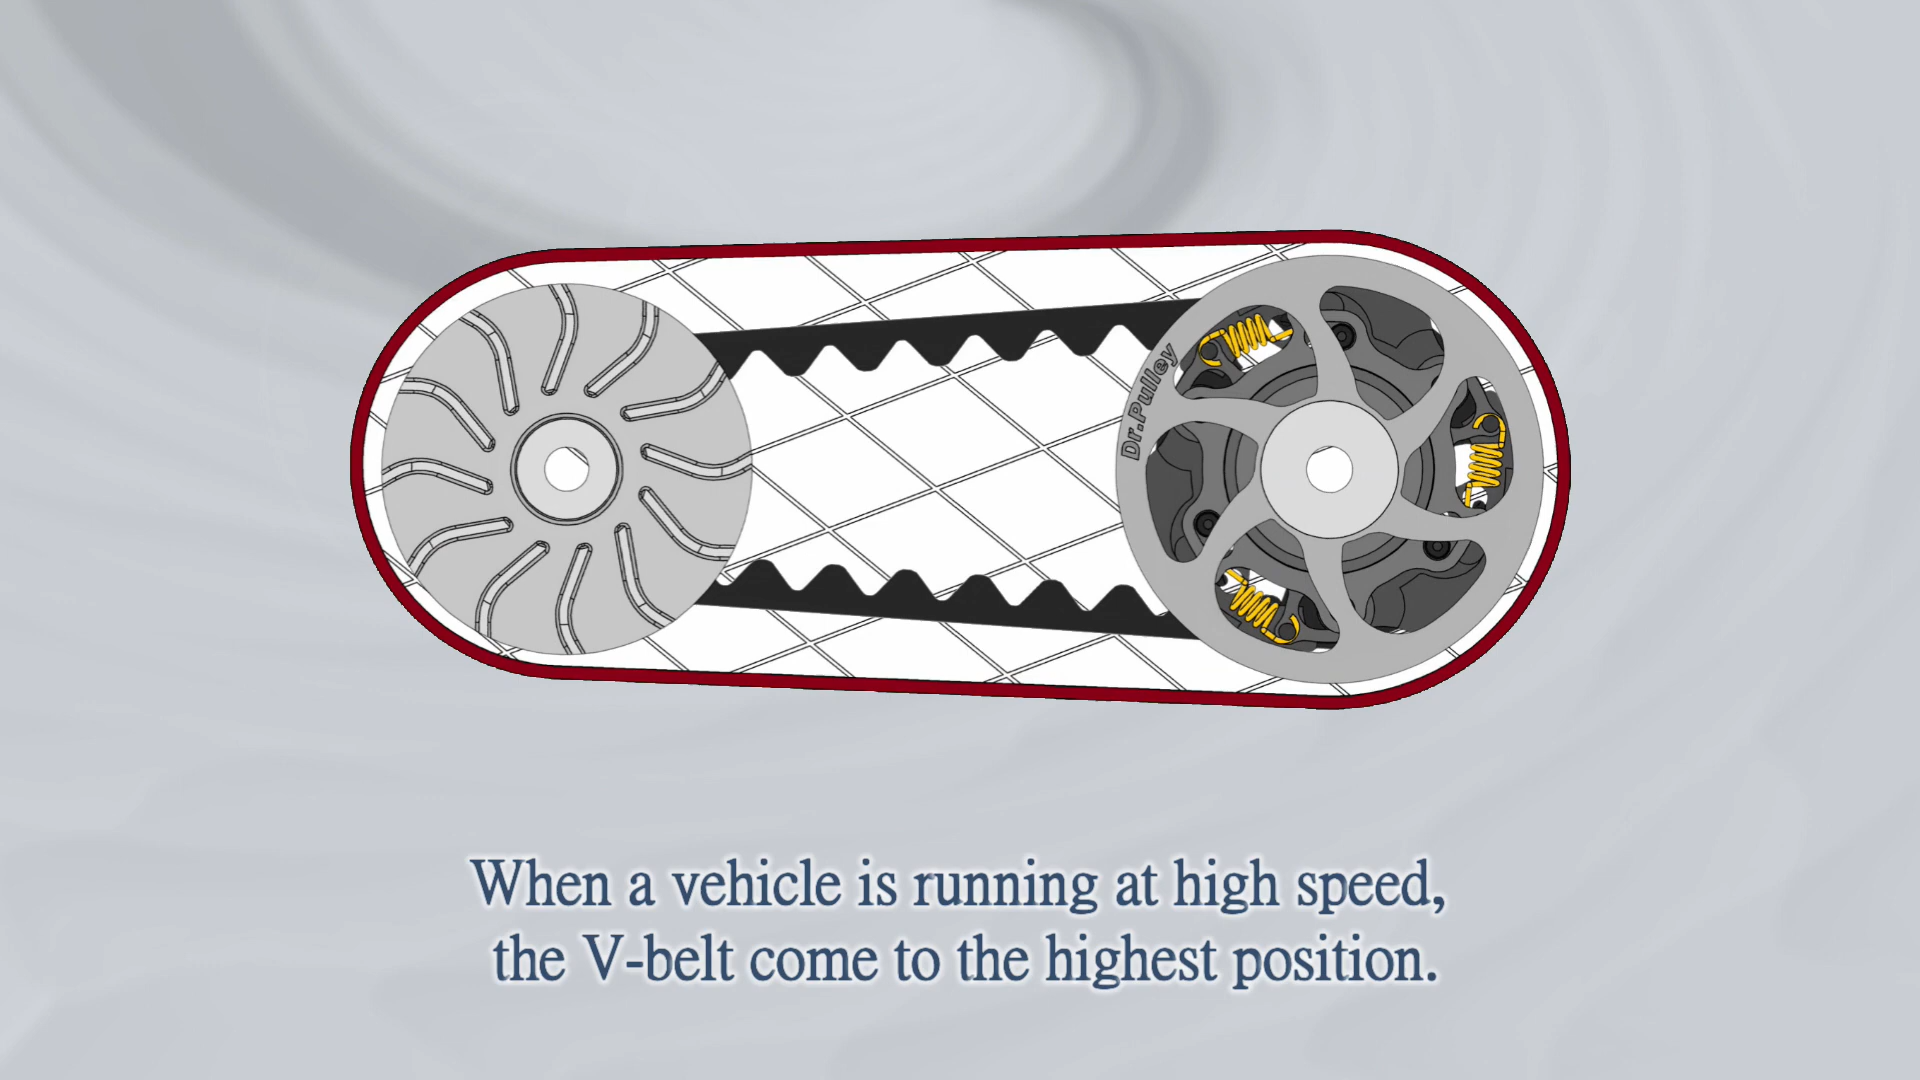 Dr.Pulley
When a vehicle is running at high speed,
the V-belt come to the highest position.